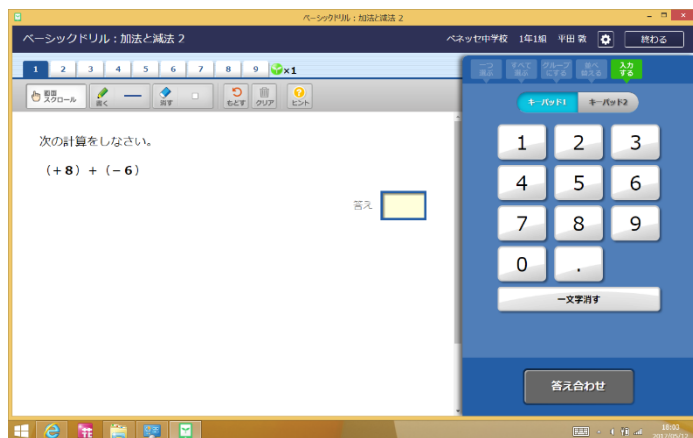 ベーシックドリル：加法と減法 2
ベーシックドリル：加法と減法 2
ベネッセ中学校 1年1組 平田 敦
終わる
1 2 3 4 5 6 7 8 9 ×1
画面
スクロール
書く
消す
もどす
クリア
ヒント
次の計算をしなさい。
(+8) + (-6)
答え
一つ
選ぶ
すべて
選ぶ
グループ
にする
並べ
替える
入力
する
キーパッド1
キーパッド2
1 2 3
4 5 6
7 8 9
0 .
一文字消す
答え合わせ
18:03